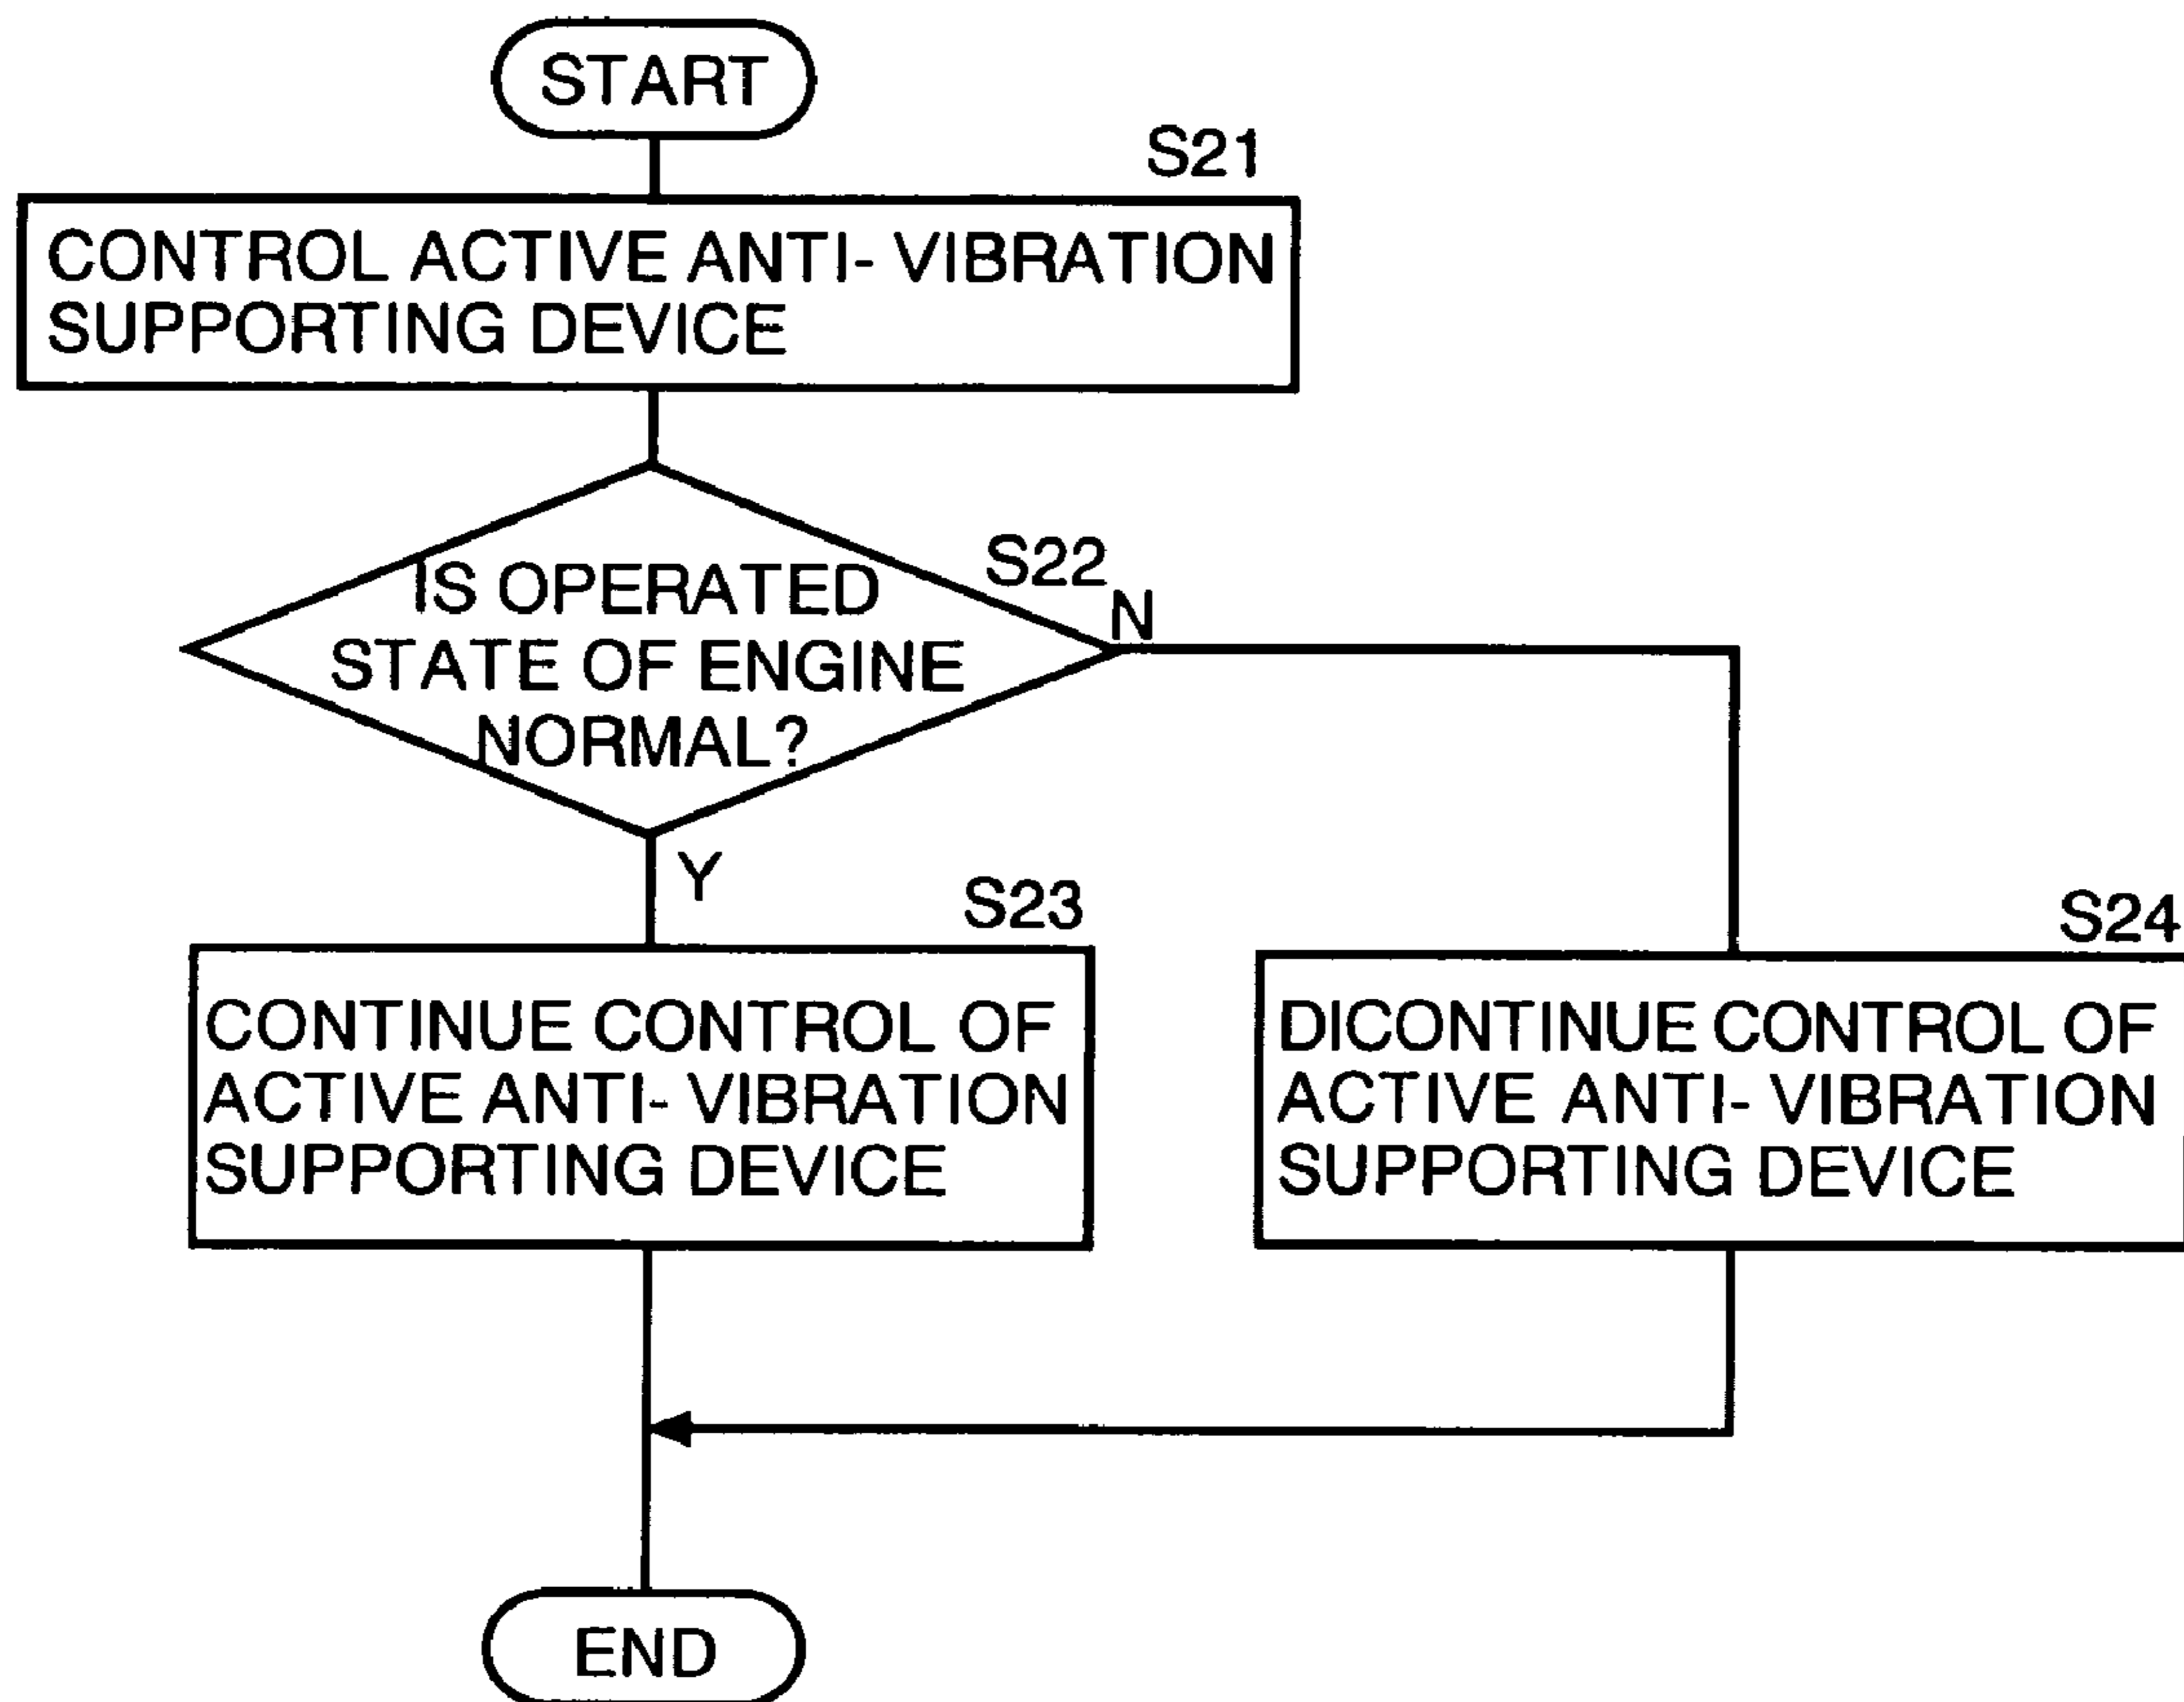 START
S21
CONTROL ACTIVE ANTI- VIBRATION
SUPPORTING DEVICE
S22
N
IS OPERATED
STATE OF ENGINE
NORMAL?
Y
S23
CONTINUE CONTROL OF
ACTIVE ANTI- VIBRATION
SUPPORTING DEVICE
S24
DICONTINUE CONTROL OF
ACTIVE ANTI- VIBRATION
SUPPORTING DEVICE
END